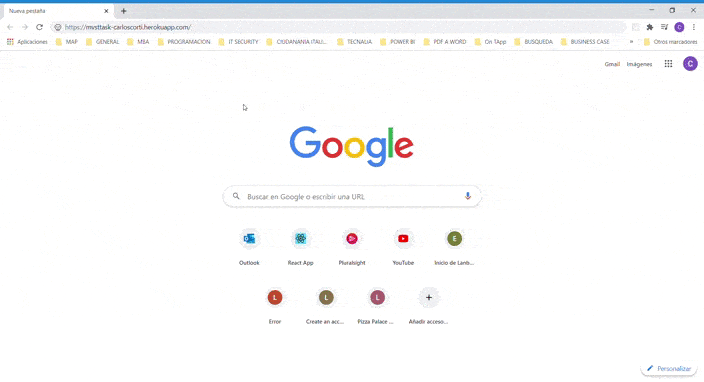 Nueva pestaña
https://mvsttask-carloscorti.herokuapp.com/
C
Aplicaciones MAP GENERAL MBA PROGRAMACION IT SECURITY CIUDANANIA ITALI... TECNALIA POWER BI PDF A WORD On TApp BUSQUEDA BUSINESS CASE » Otros marcadores
Gmail Imágenes C
Google
Buscar en Google o escribir una URL
E
Outlook React App Pluralsight YouTube Inicio de Lanb...
L L L
Error Create an acc... Pizza Palace ... Añadir acceso...
Personalizar